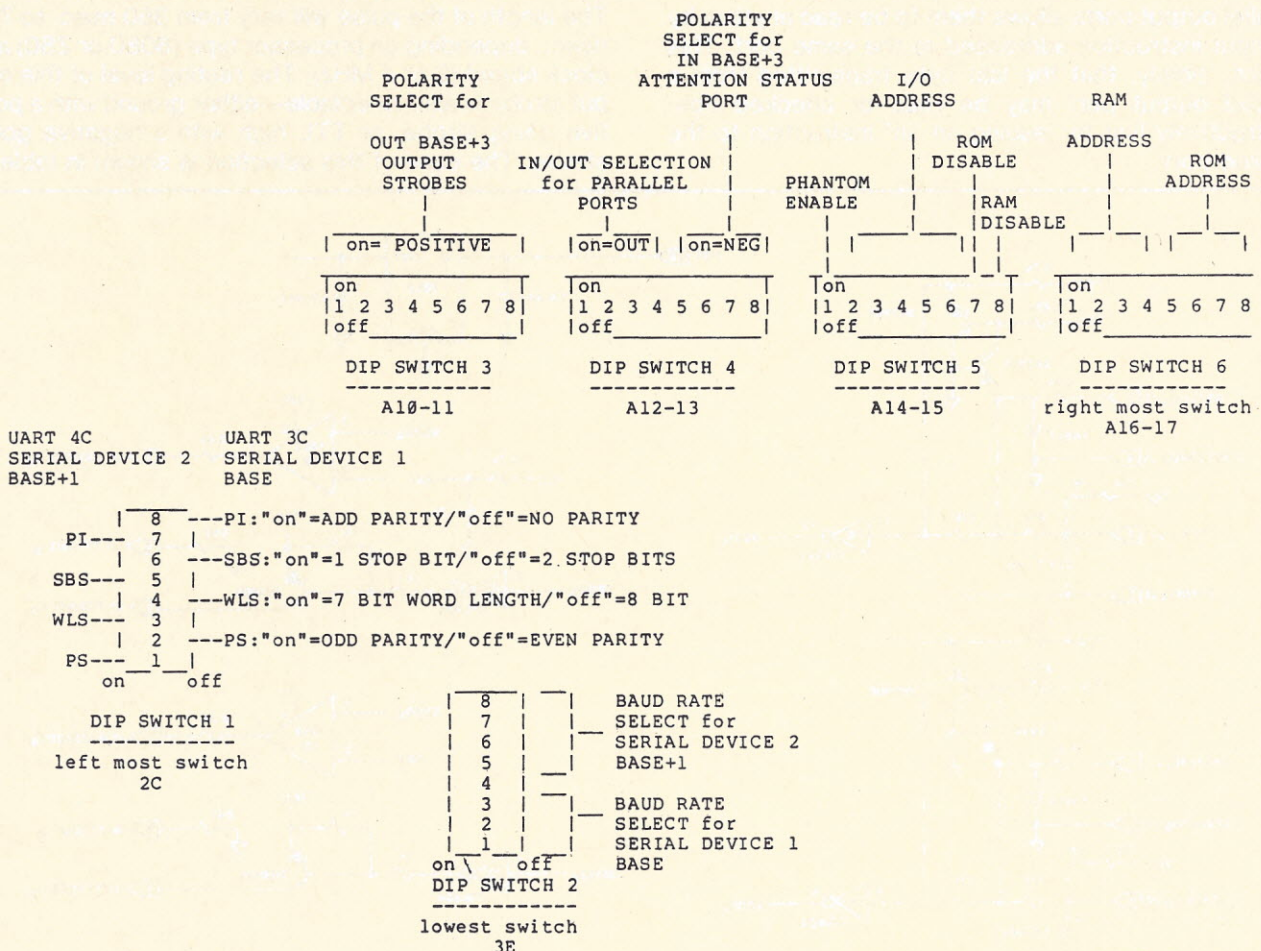 POLARITY
SELECT for
IN BASE+3
POLARITY ATTENTION STATUS I/O
SELECT for PORT ADDRESS RAM
OUT BASE+3 ROM ADDRESS
OUTPUT IN/OUT SELECTION DISABLE ROM
STROBES for PARALLEL PHANTOM ADDRESS
PORTS ENABLE RAM
DISABLE
on= POSITIVE on=OUT on=NEG
on on on on
1 2 3 4 5 6 7 8 1 2 3 4 5 6 7 8 1 2 3 4 5 6 7 8 1 2 3 4 5 6 7 8
off off off off
DIP SWITCH 3 DIP SWITCH 4 DIP SWITCH 5 DIP SWITCH 6
A10-11 A12-13 A14-15 right most switch
A16-17
UART 4C UART 3C
SERIAL DEVICE 2 SERIAL DEVICE 1
BASE+1 BASE
8 ---PI:"on"=ADD PARITY/"off"=NO PARITY
PI--- 7
6 ---SBS:"on"=1 STOP BIT/"off"=2 STOP BITS
SBS--- 5
4 ---WLS:"on"=7 BIT WORD LENGTH/"off"=8 BIT
WLS--- 3
2 ---PS:"on"=ODD PARITY/"off"=EVEN PARITY
PS--- 1
on off
DIP SWITCH 1
left most switch
2C
8 BAUD RATE
7 SELECT for
6 SERIAL DEVICE 2
5 BASE+1
4
3 BAUD RATE
2 SELECT for
1 SERIAL DEVICE 1
on \ off BASE
DIP SWITCH 2
lowest switch
3E